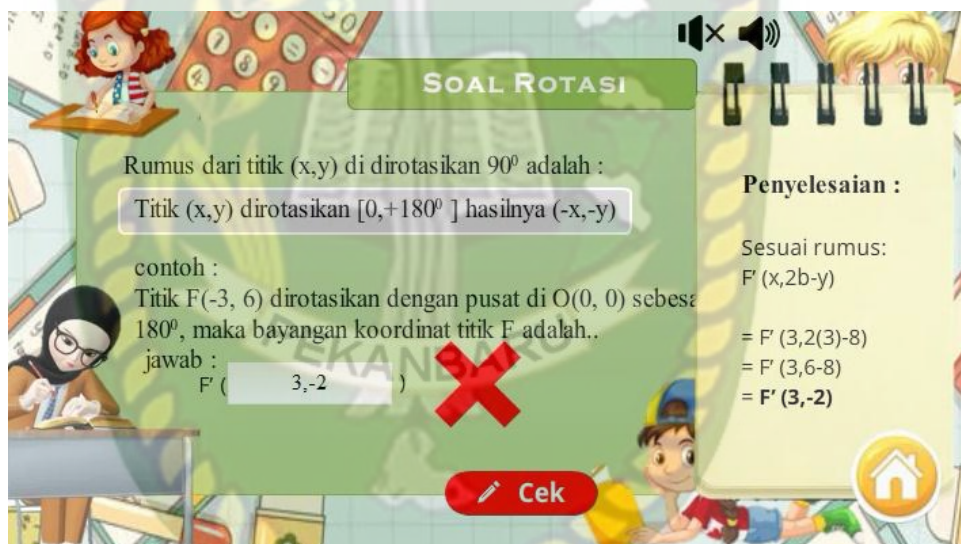 SOAL ROTASI
Rumus dari titik (x,y) di dirotasikan 90⁰ adalah :
Titik (x,y) dirotasikan [0,+180⁰ ] hasilnya (-x,-y)
contoh :
Titik F(-3, 6) dirotasikan dengan pusat di O(0, 0) sebesa
180⁰, maka bayangan koordinat titik F adalah..
jawab :
F' ( 3,-2 )
Cek
Penyelesaian :
Sesuai rumus:
F' (x,2b-y)
= F' (3,2(3)-8)
= F' (3,6-8)
= F' (3,-2)
PEKANBARU